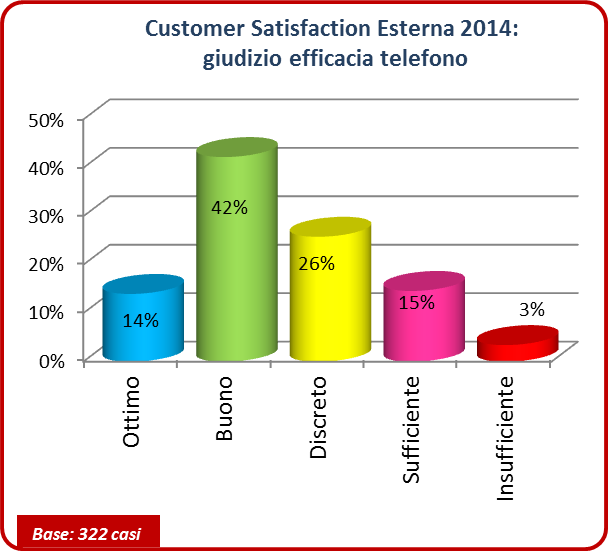 Customer Satisfaction Esterna 2014:
giudizio efficacia telefono
50%
40%
30%
20%
10%
0%
14%
42%
26%
15%
3%
Ottimo
Buono
Discreto
Sufficiente
Insufficiente
Base: 322 casi